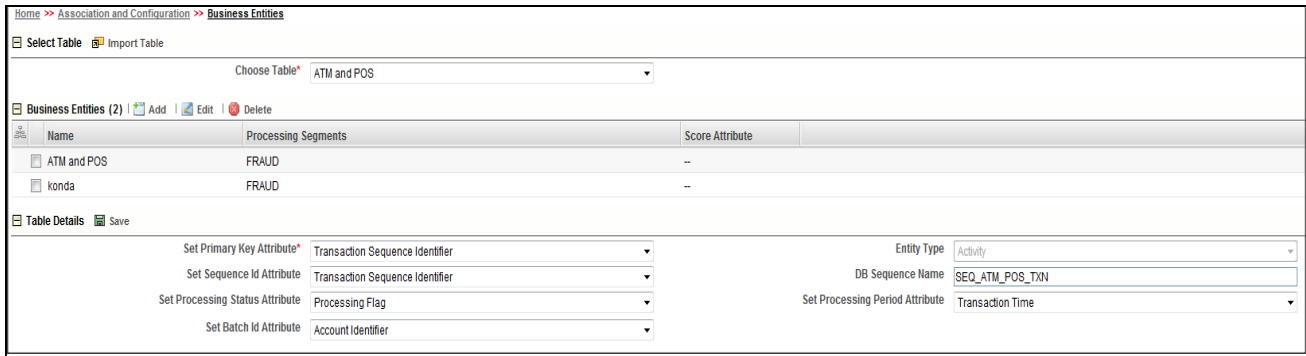 Home >> Association and Configuration >> Business Entities
Select Table Import Table
Choose Table* ATM and POS
Business Entities (2) | Add | Edit | Delete
Name Processing Segments Score Attribute
ATM and POS FRAUD --
konda FRAUD --
Table Details Save
Set Primary Key Attribute* Transaction Sequence Identifier Entity Type Activity
Set Sequence Id Attribute Transaction Sequence Identifier DB Sequence Name SEQ_ATM_POS_TXN
Set Processing Status Attribute Processing Flag Set Processing Period Attribute Transaction Time
Set Batch Id Attribute Account Identifier